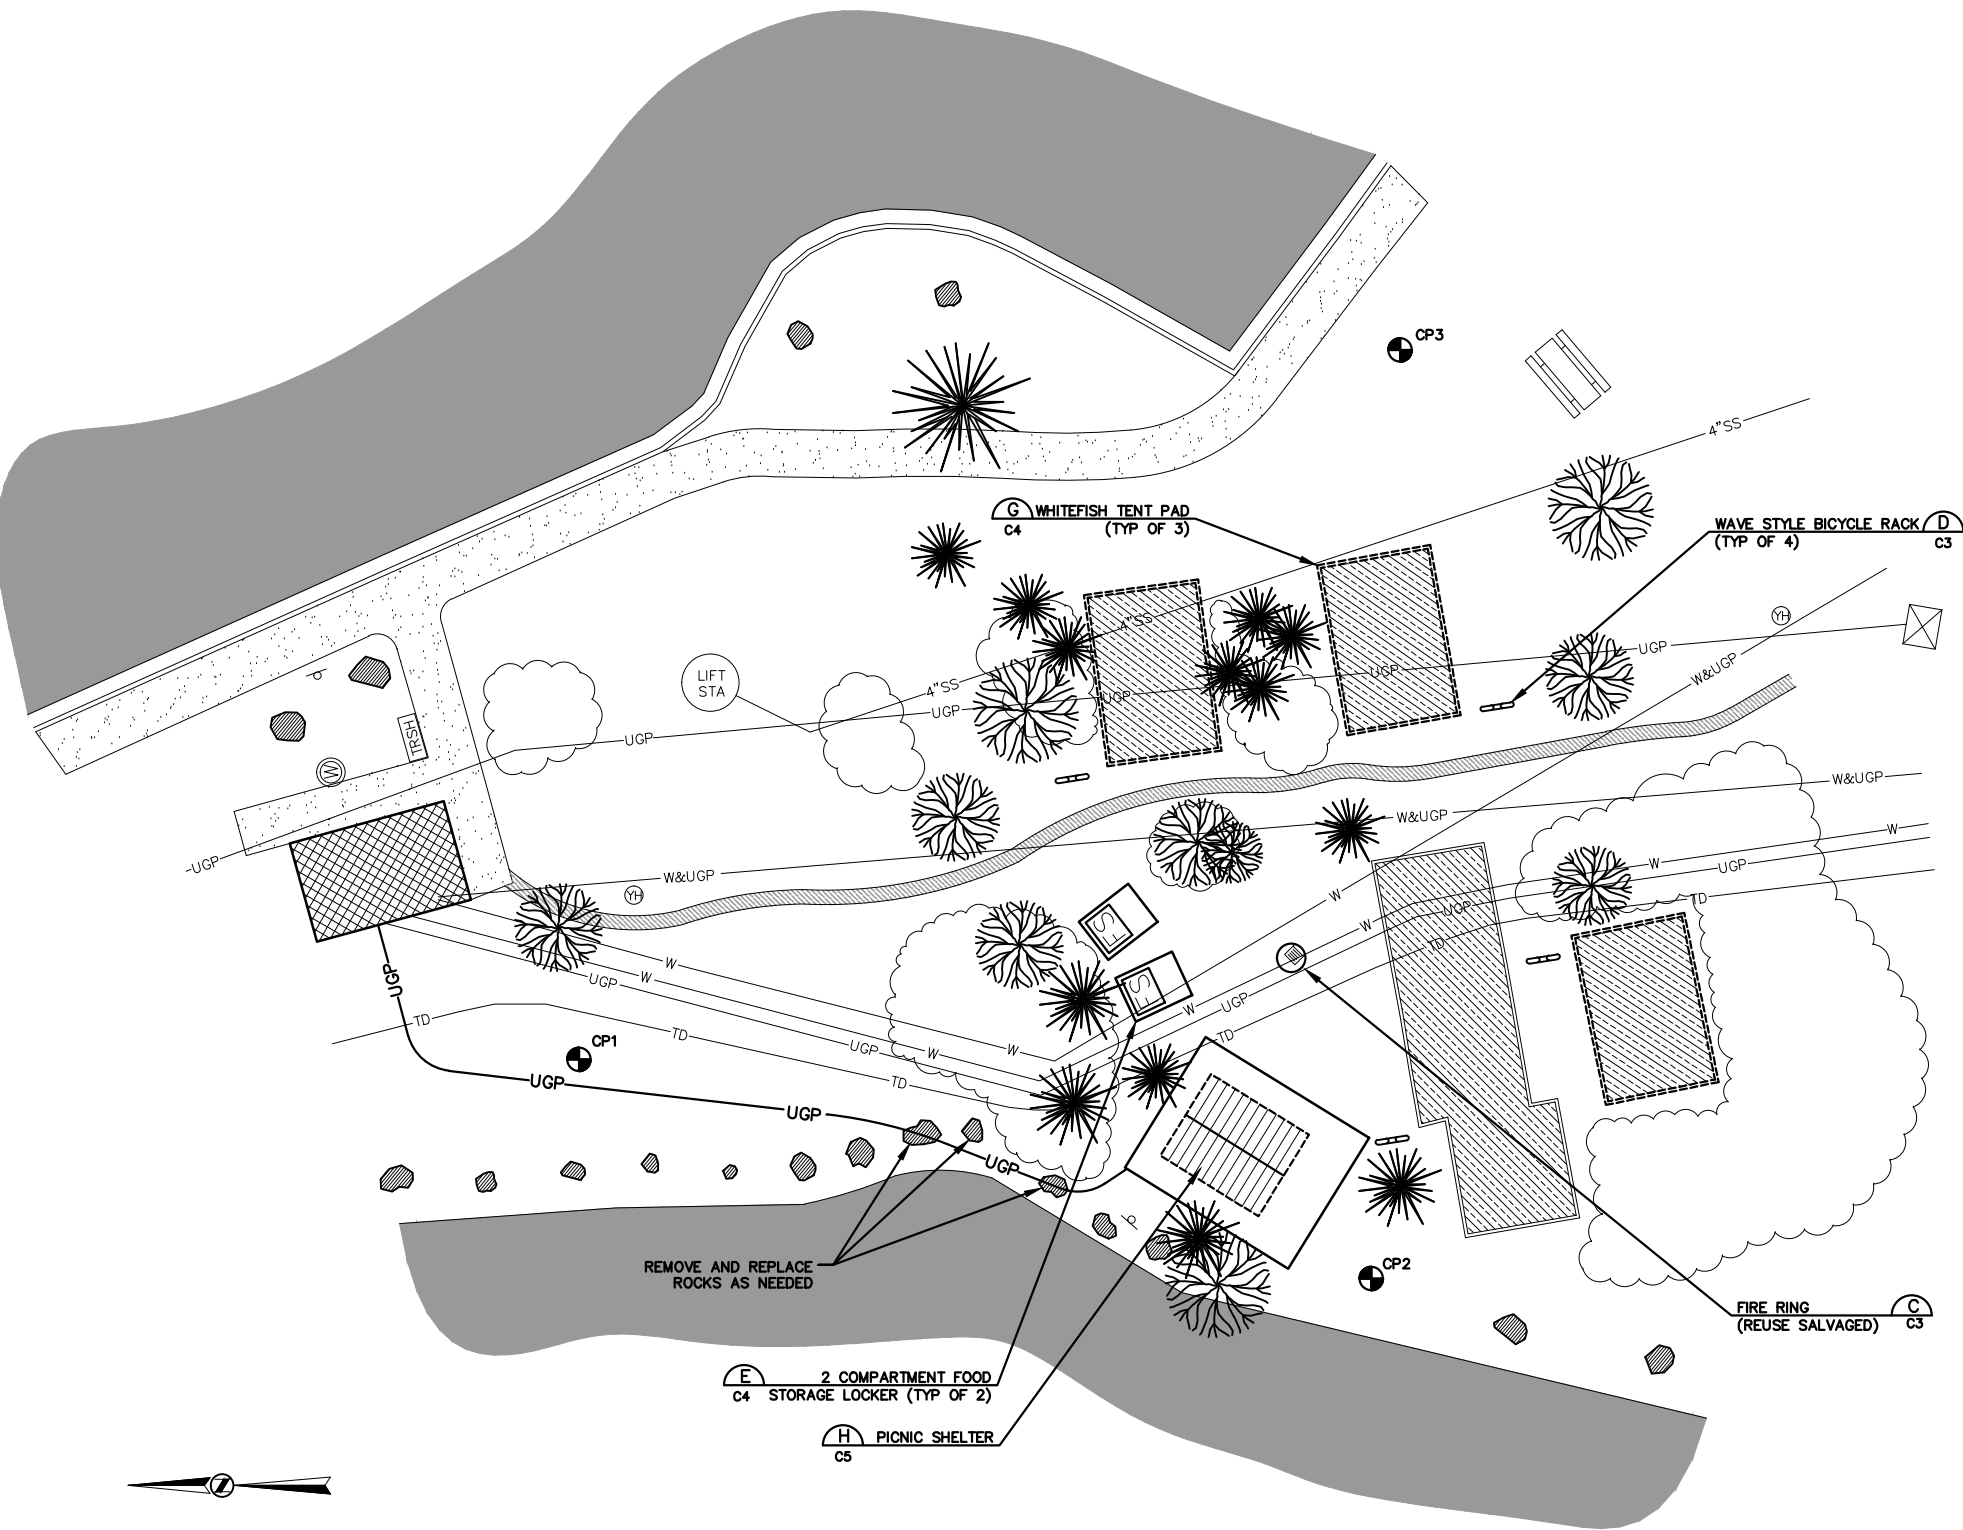 CP3
4"SS
G WHITEFISH TENT PAD
C4 (TYP OF 3)
WAVE STYLE BICYCLE RACK D
(TYP OF 4) C3
YH
4"SS
UGP
W&UGP
LIFT
STA
4"SS
UGP
UGP
UGP
UGP
TRSH
W
W&UGP
W&UGP
UGP
W&UGP
YH
W
W
UGP
W
W
UGP
TD
FS
TD
W
UGP
W
UGP
UGP
FS
W
UGP
TD
TD
TD
CP1
UGP
W
W
UGP
TD
UGP
UGP
REMOVE AND REPLACE
ROCKS AS NEEDED
CP2
FIRE RING C
(REUSE SALVAGED) C3
E 2 COMPARTMENT FOOD
C4 STORAGE LOCKER (TYP OF 2)
H PICNIC SHELTER
C5
Z